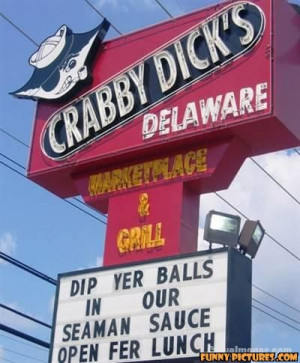 CRABBY DICK'S
DELAWARE
MARKETPLACE
&
GRILL
DIP YER BALLS
IN OUR
SEAMAN SAUCE
OPEN FER LUNCH
FUNNY-PICTURES.COM